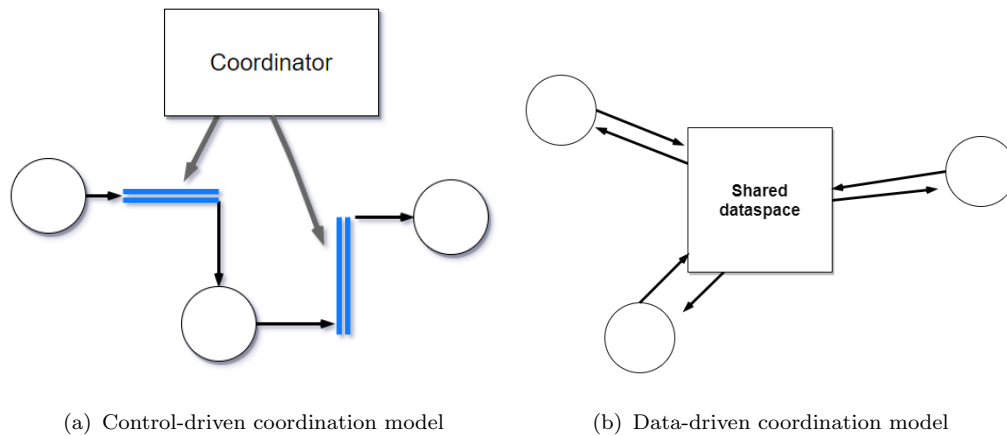 Coordinator
Shared
dataspace
(a) Control-driven coordination model
(b) Data-driven coordination model